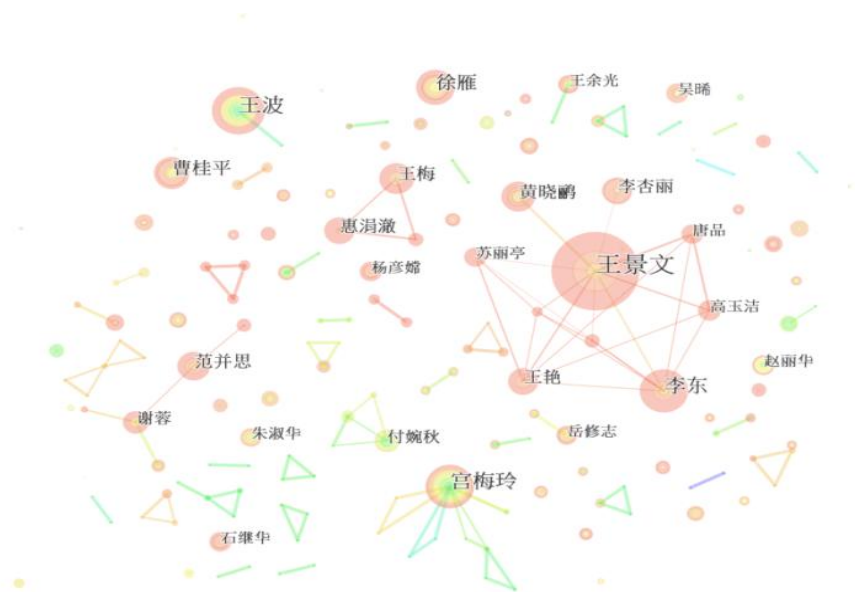 徐雁
王余光
吴晞
王波
曹桂平
王梅
黄晓鹂
李杏丽
惠涓澈
唐品
苏丽亭
王景文
杨彦嫦
高玉洁
范并思
赵丽华
王艳
李东
谢蓉
朱淑华
付婉秋
岳修志
宫梅玲
石继华